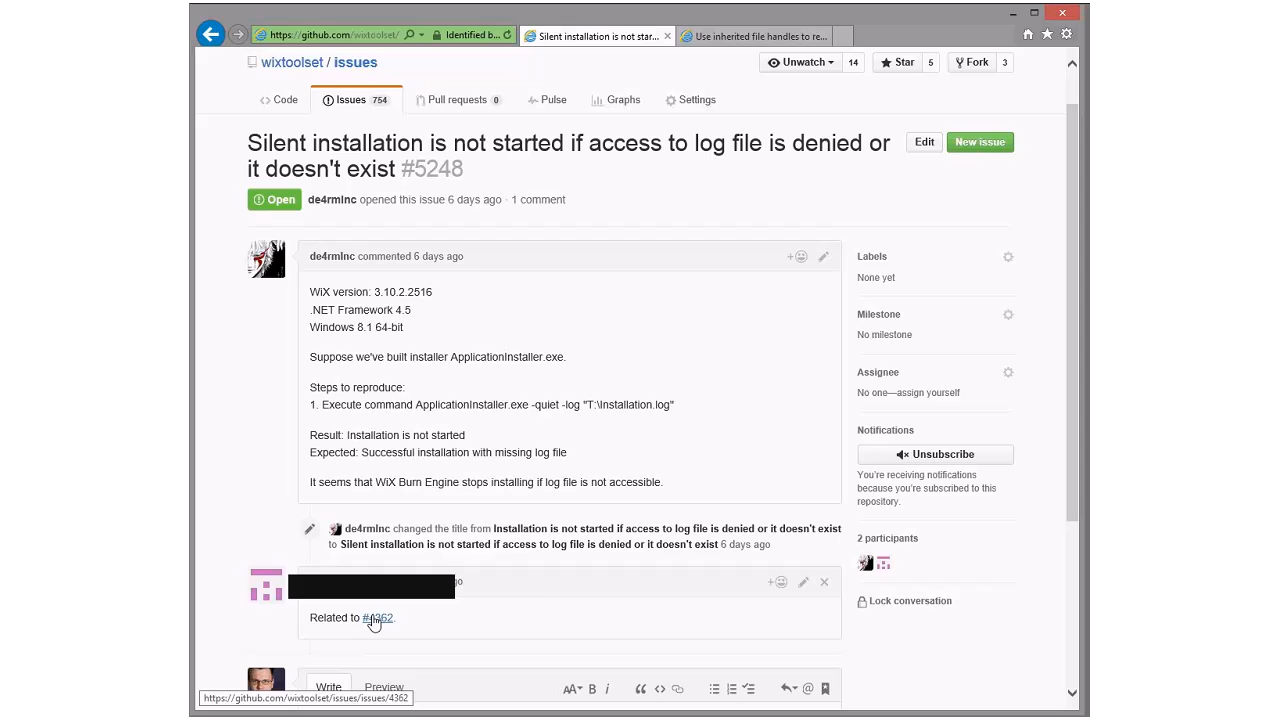 https://github.com/wixtoolset/ Identified b... Silent installation is not star... Use inherited file handles to re...
wixtoolset / issues Unwatch 14 Star 5 Fork 3
Code Issues 754 Pull requests 0 Pulse Graphs Settings
Silent installation is not started if access to log file is denied or
it doesn't exist #5248
Edit New issue
Open de4rmInc opened this issue 6 days ago · 1 comment
de4rmInc commented 6 days ago
WiX version: 3.10.2.2516
.NET Framework 4.5
Windows 8.1 64-bit
Suppose we've built installer ApplicationInstaller.exe.
Steps to reproduce:
1. Execute command ApplicationInstaller.exe -quiet -log "T:\Installation.log"
Result: Installation is not started
Expected: Successful installation with missing log file
It seems that WiX Burn Engine stops installing if log file is not accessible.
de4rmInc changed the title from Installation is not started if access to log file is denied or it doesn't exist
to Silent installation is not started if access to log file is denied or it doesn't exist 6 days ago
go
Related to #4362.
Write Preview AA B i
https://github.com/wixtoolset/issues/issues/4362
Labels
None yet
Milestone
No milestone
Assignee
No one—assign yourself
Notifications
Unsubscribe
You're receiving notifications
because you're subscribed to this
repository.
2 participants
Lock conversation